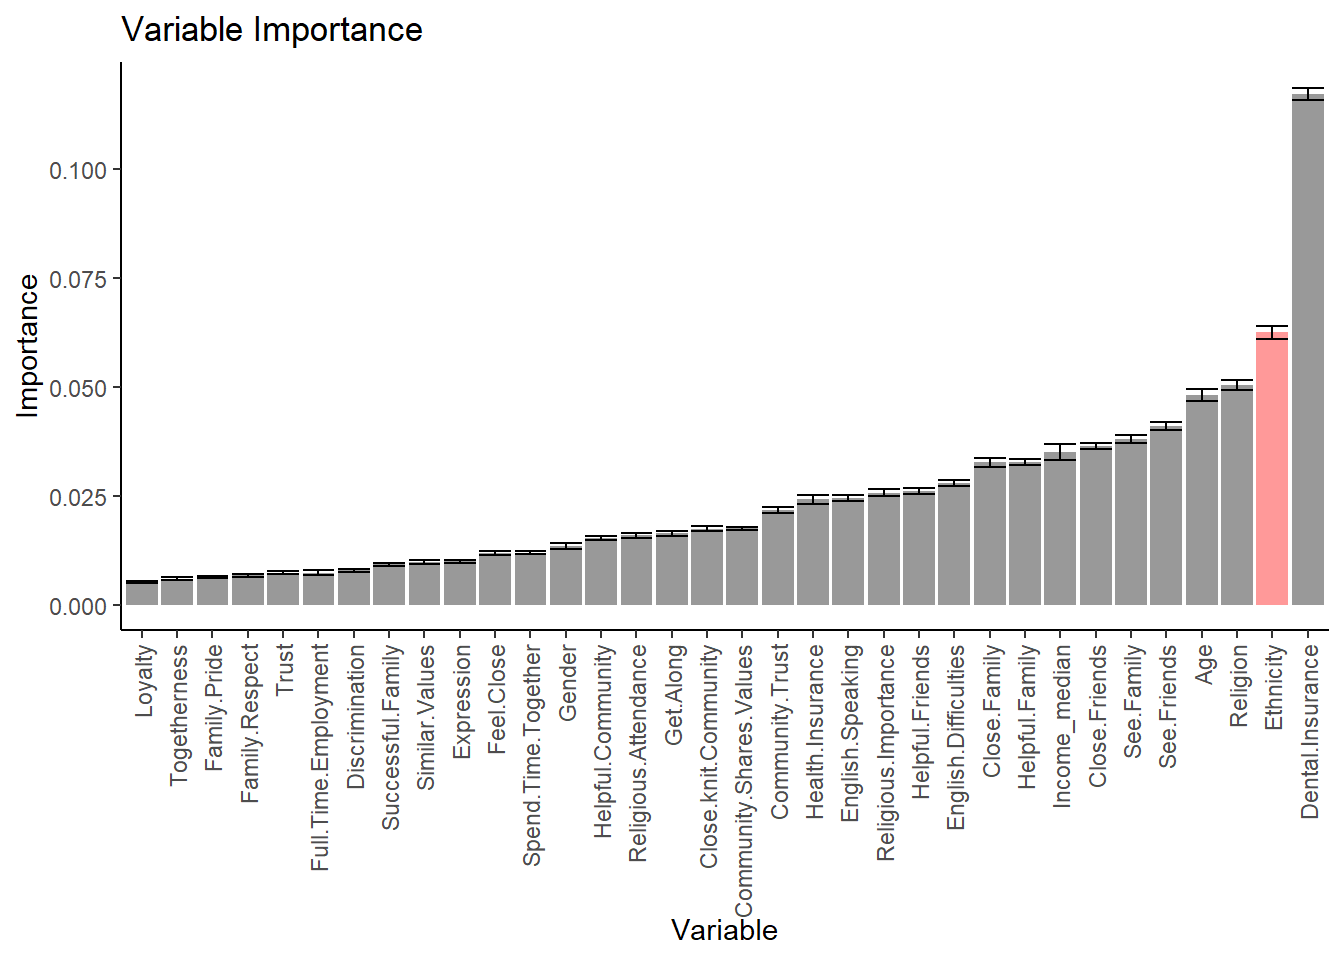 Variable Importance
Importance
0.100
0.075
0.050
0.025
0.000
Loyalty
Togetherness
Family.Pride
Family.Respect
Trust
Full.Time.Employment
Discrimination
Successful.Family
Similar.Values
Expression
Feel.Close
Spend.Time.Together
Gender
Helpful.Community
Religious.Attendance
Get.Along
Close.knit.Community
Community.Shares.Values
Community.Trust
Health.Insurance
English.Speaking
Religious.Importance
Helpful.Friends
English.Difficulties
Close.Family
Helpful.Family
Income_median
Close.Friends
See.Family
See.Friends
Age
Religion
Ethnicity
Dental.Insurance
Variable